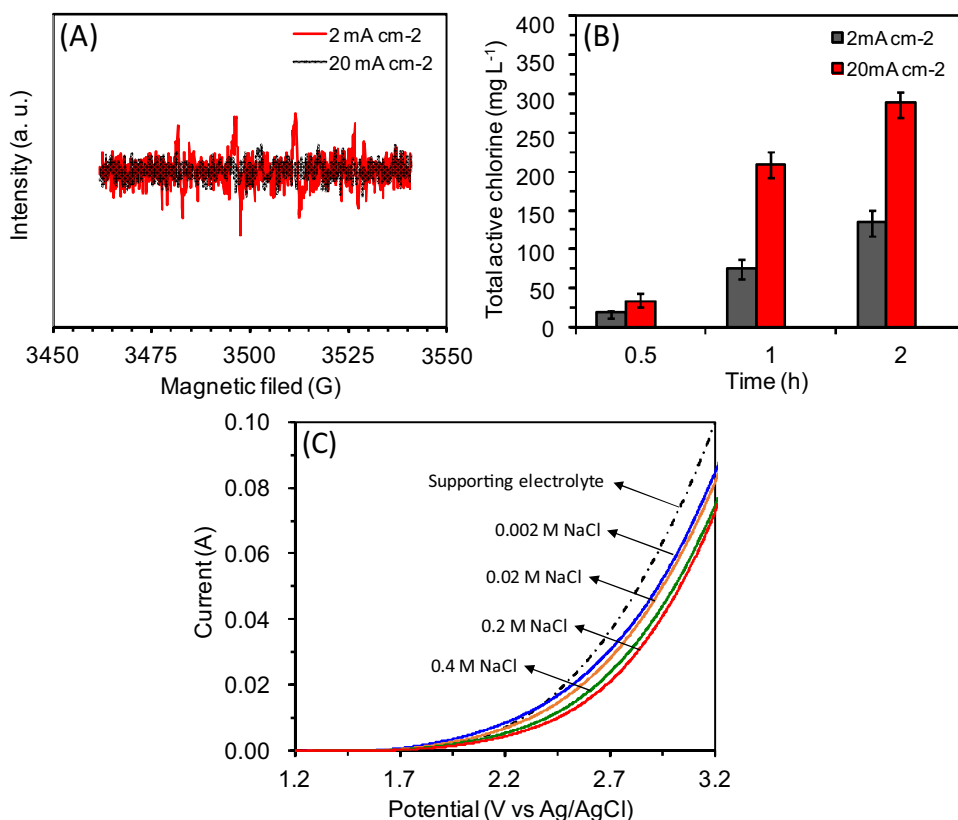 (A)
2 mA cm-2
20 mA cm-2
Intensity (a. u.)
3450 3475 3500 3525 3550
Magnetic filed (G)
(B)
2mA cm-2
20mA cm-2
Total active chlorine (mg L-1)
400
350
300
250
200
150
100
50
0
0.5 1 2
Time (h)
(C)
Supporting electrolyte
0.002 M NaCl
0.02 M NaCl
0.2 M NaCl
0.4 M NaCl
Current (A)
0.10
0.08
0.06
0.04
0.02
0.00
1.2 1.7 2.2 2.7 3.2
Potential (V vs Ag/AgCl)